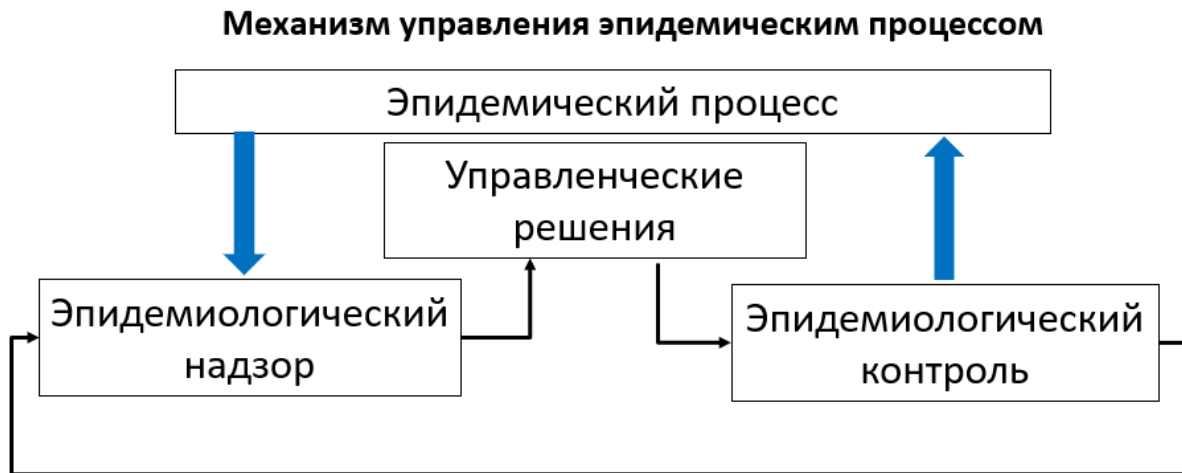 Механизм управления эпидемическим процессом
Эпидемический процесс
Управленческие
решения
Эпидемиологический
надзор
Эпидемиологический
контроль